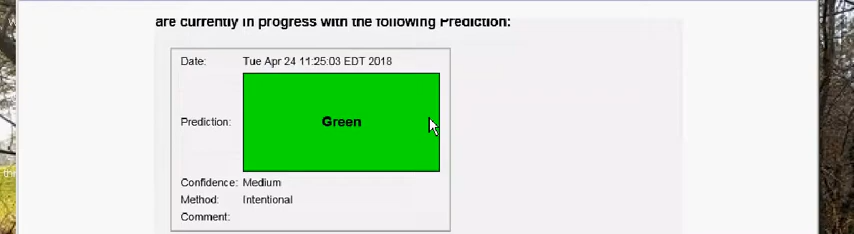 are currently in progress with the following Prediction:
Date: Tue Apr 24 11:25:03 EDT 2018
Prediction: Green
Confidence: Medium
Method: Intentional
Comment: